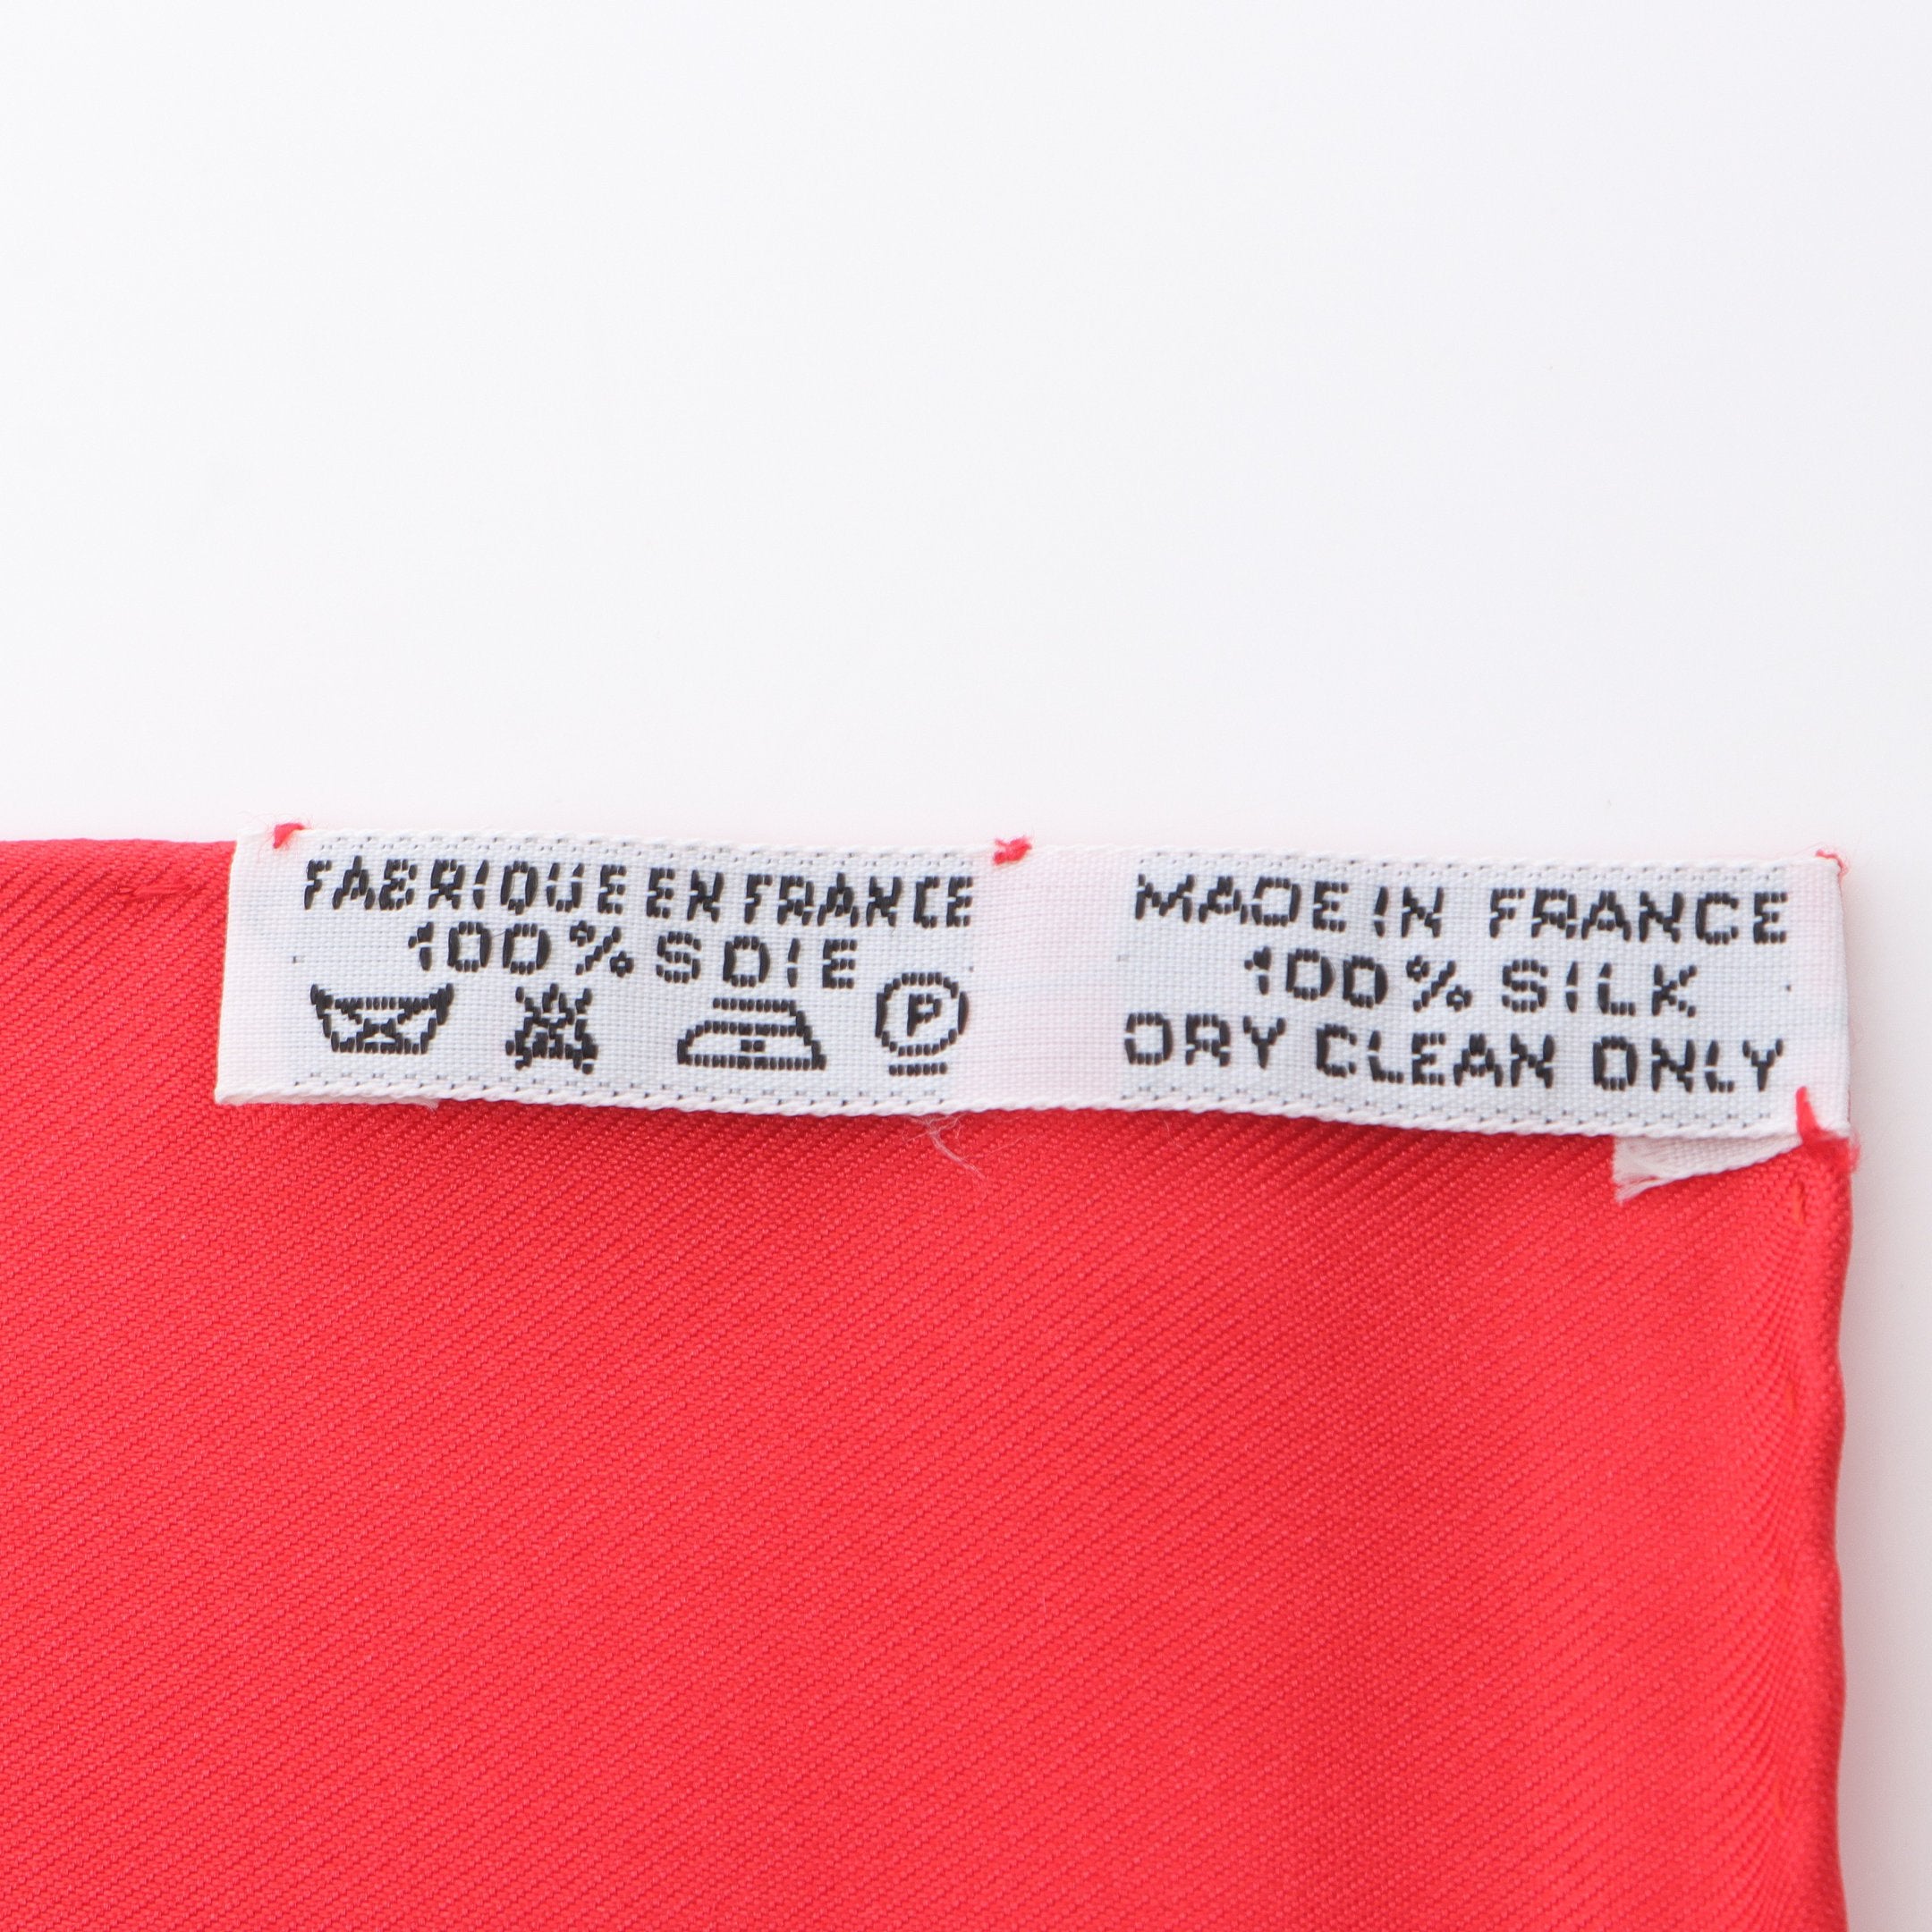 FABRIQUE EN FRANCE
100% SOIE
P
MADE IN FRANCE
100% SILK
DRY CLEAN ONLY